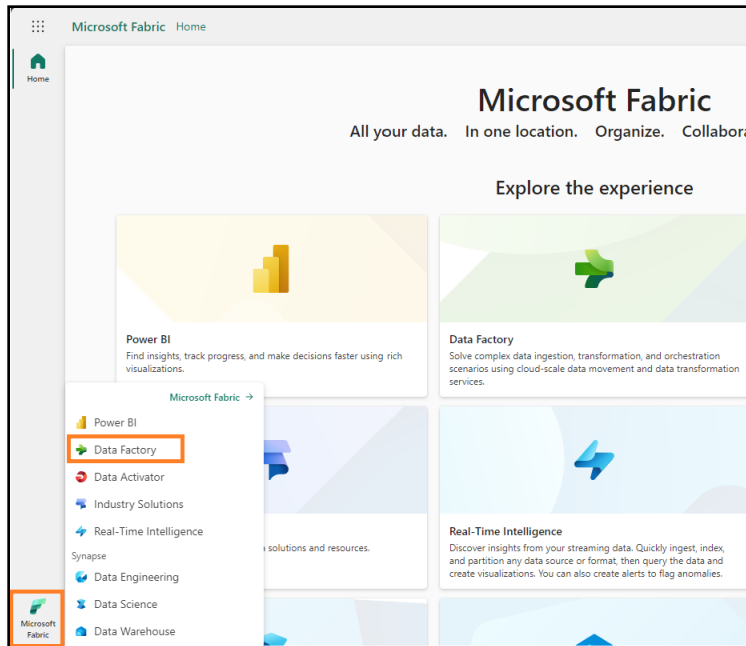 Microsoft Fabric Home
Home
Microsoft Fabric
All your data. In one location. Organize.
Explore the experience
Power BI
Find insights, track progress, and make decisions faster using rich
visualizations.
Data Factory
Solve complex data ingestion, transformation, and orchestration
scenarios using cloud-scale data movement and data transformation
services.
Microsoft Fabric →
Power BI
Data Factory
Data Activator
Industry Solutions
Real-Time Intelligence
Synapse
Data Engineering
Data Science
Data Warehouse
solutions and resources.
Real-Time Intelligence
Discover insights from your streaming data. Quickly ingest, index,
and partition any data source or format, then query the data and
create visualizations. You can also create alerts to flag anomalies.
Microsoft
Fabric